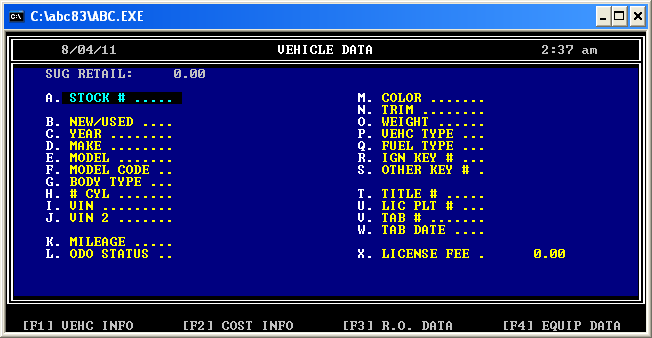 C:\abc83\ABC.EXE
8/04/11 VEHICLE DATA 2:37 am
SUG RETAIL: 0.00
A. STOCK # .....
B. NEW/USED ....
C. YEAR ........
D. MAKE ........
E. MODEL .......
F. MODEL CODE ..
G. BODY TYPE ...
H. # CYL .......
I. VIN .........
J. VIN 2 .......
K. MILEAGE .....
L. ODO STATUS ..
M. COLOR .......
N. TRIM ........
O. WEIGHT ......
P. VEHC TYPE ...
Q. FUEL TYPE ...
R. IGN KEY # ...
S. OTHER KEY # .
T. TITLE # .....
U. LIC PLT # ...
V. TAB # .......
W. TAB DATE ....
X. LICENSE FEE . 0.00
[F1] VEHC INFO [F2] COST INFO [F3] R.O. DATA [F4] EQUIP DATA